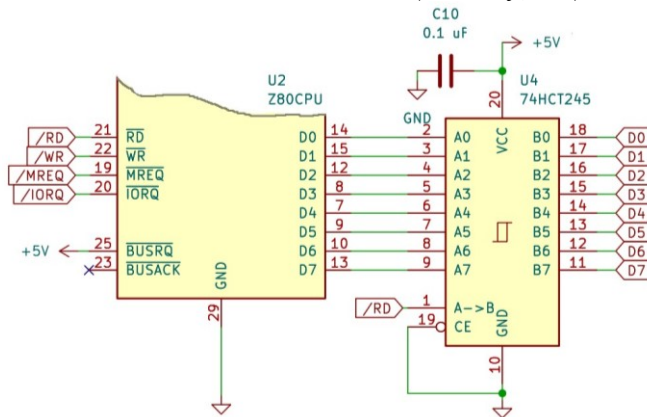 C10
0.1 uF
+5V
U2
Z80CPU
U4
74HCT245
GND
20
VCC
/RD 21 RD
/WR 22 WR
/MREQ 19 MREQ
/IORQ 20 IORQ
+5V 25 BUSRQ
23 BUSACK
GND
29
D0 14
D1 15
D2 12
D3 8
D4 7
D5 9
D6 10
D7 13
2 A0
3 A1
4 A2
5 A3
6 A4
7 A5
8 A6
9 A7
B0 18 D0
B1 17 D1
B2 16 D2
B3 15 D3
B4 14 D4
B5 13 D5
B6 12 D6
B7 11 D7
/RD 1 A->B
19 CE
GND
10